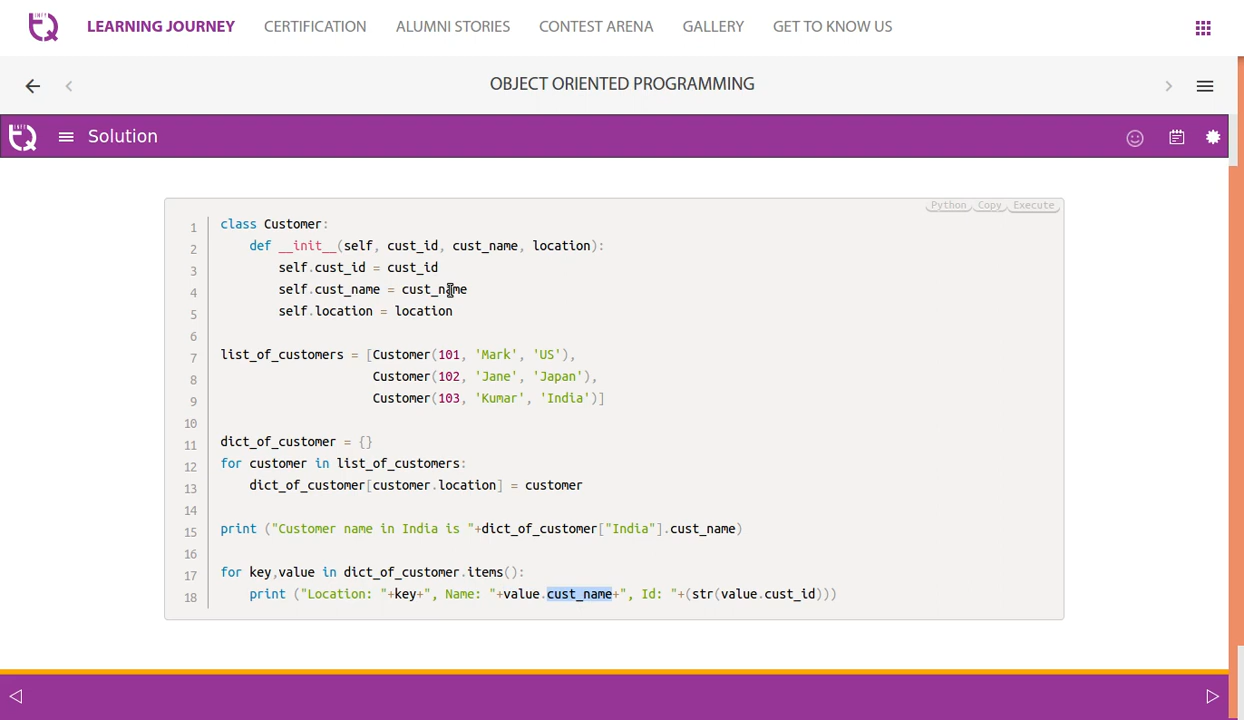 LEARNING JOURNEY CERTIFICATION ALUMNI STORIES CONTEST ARENA GALLERY GET TO KNOW US
OBJECT ORIENTED PROGRAMMING
Solution
Python Copy Execute
1 class Customer:
2     def __init__(self, cust_id, cust_name, location):
3         self.cust_id = cust_id
4         self.cust_name = cust_name
5         self.location = location
6
7 list_of_customers = [Customer(101, 'Mark', 'US'),
8                      Customer(102, 'Jane', 'Japan'),
9                      Customer(103, 'Kumar', 'India')]
10
11 dict_of_customer = {}
12 for customer in list_of_customers:
13     dict_of_customer[customer.location] = customer
14
15 print ("Customer name in India is "+dict_of_customer["India"].cust_name)
16
17 for key,value in dict_of_customer.items():
18     print ("Location: "+key+", Name: "+value.cust_name+", Id: "+(str(value.cust_id)))